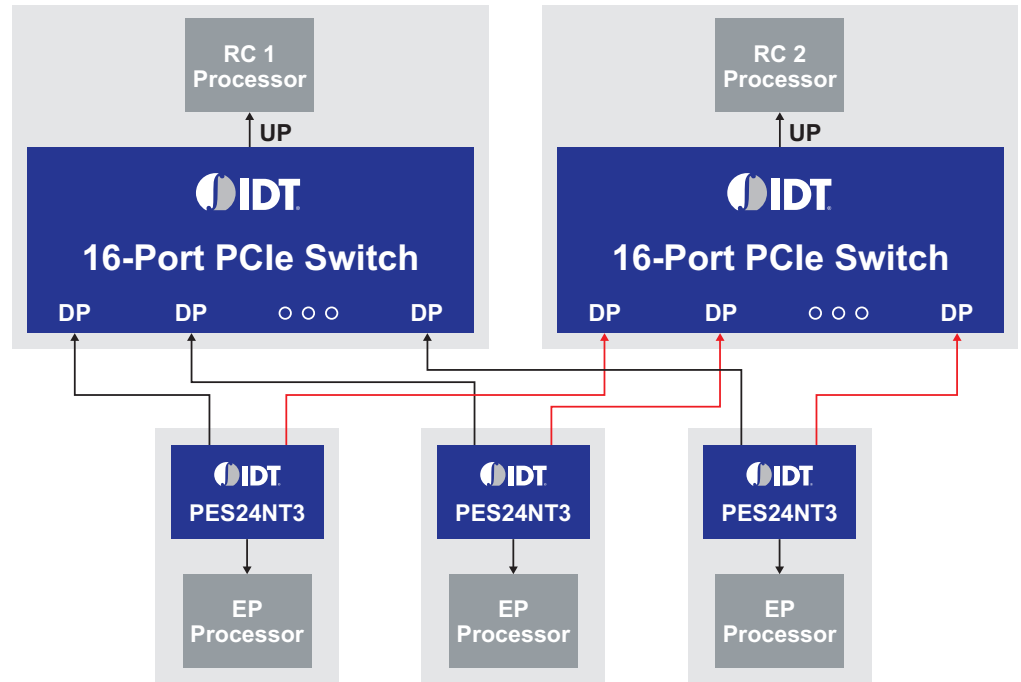 RC 1
Processor
RC 2
Processor
UP
UP
IDT
IDT
16-Port PCIe Switch
16-Port PCIe Switch
DP DP DP
DP DP DP
IDT
PES24NT3
IDT
PES24NT3
IDT
PES24NT3
EP
Processor
EP
Processor
EP
Processor